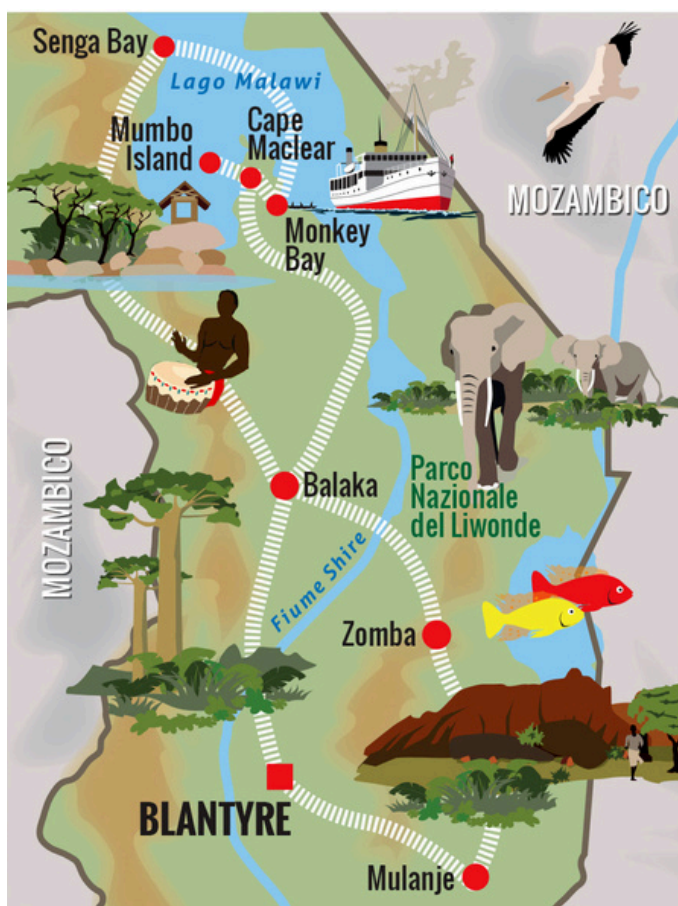 Senga Bay
Lago Malawi
Mumbo
Island
Cape
Maclear
MOZAMBICO
Monkey
Bay
MOZAMBICO
Balaka
Parco
Nazionale
del Liwonde
Fiume Shire
Zomba
BLANTYRE
Mulanje